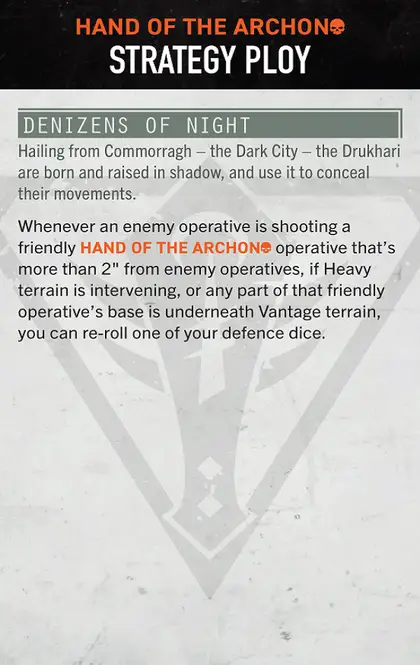 HAND OF THE ARCHON
STRATEGY PLOY
DENIZENS OF NIGHT
Hailing from Commorragh – the Dark City – the Drukhari
are born and raised in shadow, and use it to conceal
their movements.
Whenever an enemy operative is shooting a
friendly HAND OF THE ARCHON operative that’s
more than 2" from enemy operatives, if Heavy
terrain is intervening, or any part of that friendly
operative’s base is underneath Vantage terrain,
you can re-roll one of your defence dice.